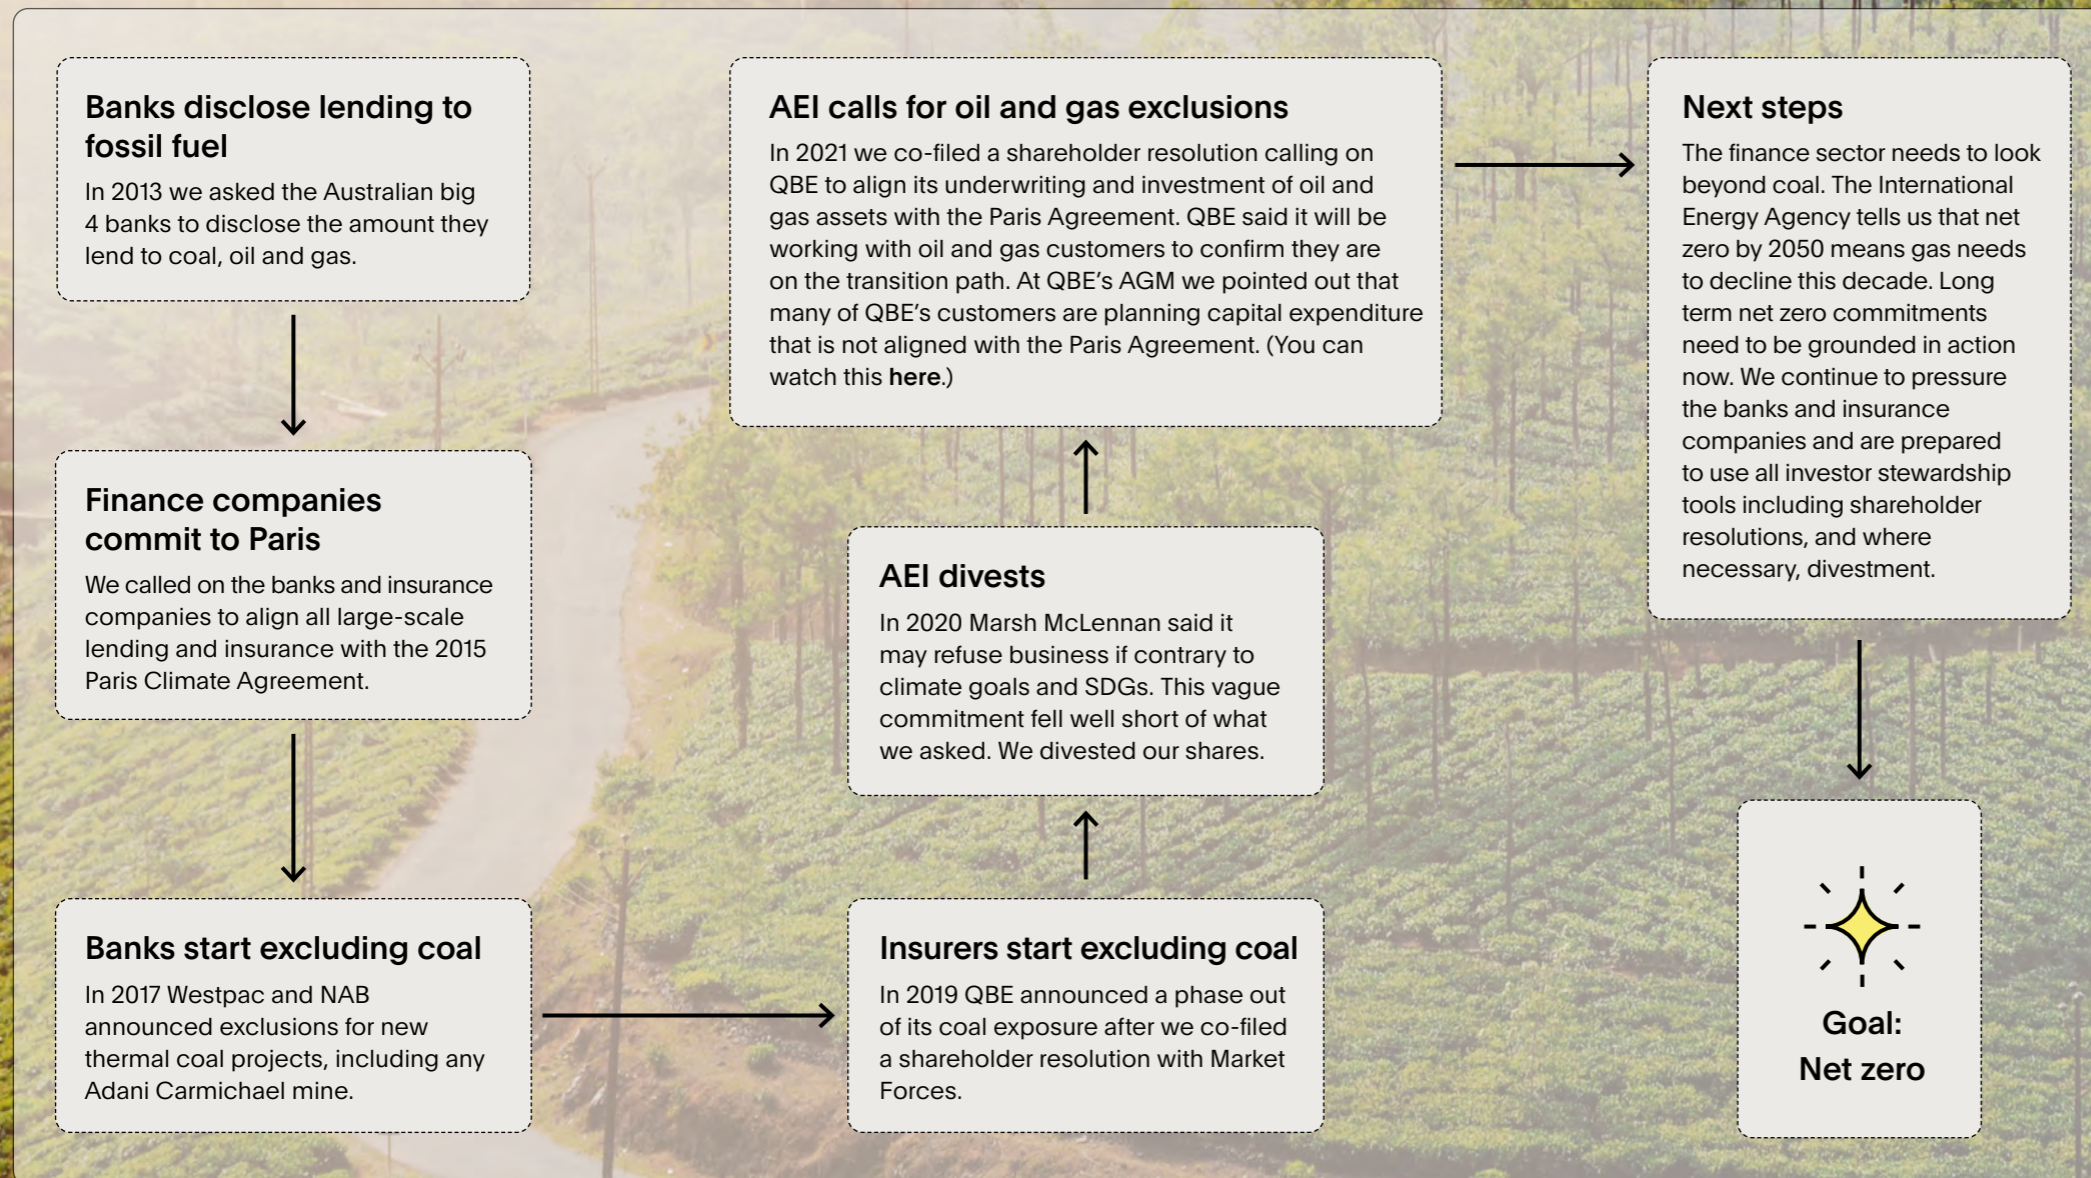 Banks disclose lending to
fossil fuel
In 2013 we asked the Australian big
4 banks to disclose the amount they
lend to coal, oil and gas.
Finance companies
commit to Paris
We called on the banks and insurance
companies to align all large-scale
lending and insurance with the 2015
Paris Climate Agreement.
Banks start excluding coal
In 2017 Westpac and NAB
announced exclusions for new
thermal coal projects, including any
Adani Carmichael mine.
Insurers start excluding coal
In 2019 QBE announced a phase out
of its coal exposure after we co-filed
a shareholder resolution with Market
Forces.
AEI divests
In 2020 Marsh McLennan said it
may refuse business if contrary to
climate goals and SDGs. This vague
commitment fell well short of what
we asked. We divested our shares.
AEI calls for oil and gas exclusions
In 2021 we co-filed a shareholder resolution calling on
QBE to align its underwriting and investment of oil and
gas assets with the Paris Agreement. QBE said it will be
working with oil and gas customers to confirm they are
on the transition path. At QBE’s AGM we pointed out that
many of QBE’s customers are planning capital expenditure
that is not aligned with the Paris Agreement. (You can
watch this here.)
Next steps
The finance sector needs to look
beyond coal. The International
Energy Agency tells us that net
zero by 2050 means gas needs
to decline this decade. Long
term net zero commitments
need to be grounded in action
now. We continue to pressure
the banks and insurance
companies and are prepared
to use all investor stewardship
tools including shareholder
resolutions, and where
necessary, divestment.
Goal:
Net zero